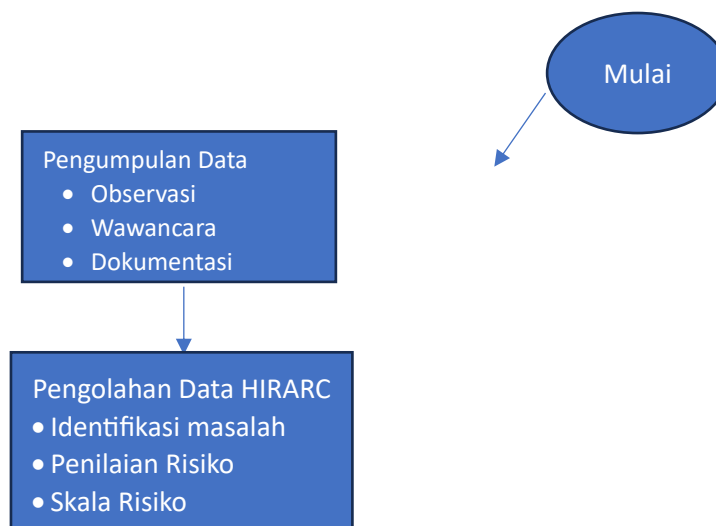 Mulai
Pengumpulan Data
• Observasi
• Wawancara
• Dokumentasi
Pengolahan Data HIRARC
• Identifikasi masalah
• Penilaian Risiko
• Skala Risiko